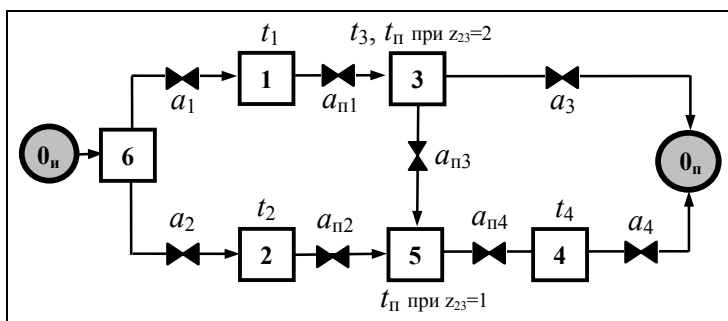 t₁
t₃, tп при z₂₃=2
1
3
a₁
aп1
a₃
0и
6
aп3
0п
t₂
t₄
a₂
aп2
aп4
a₄
2
5
4
tп при z₂₃=1